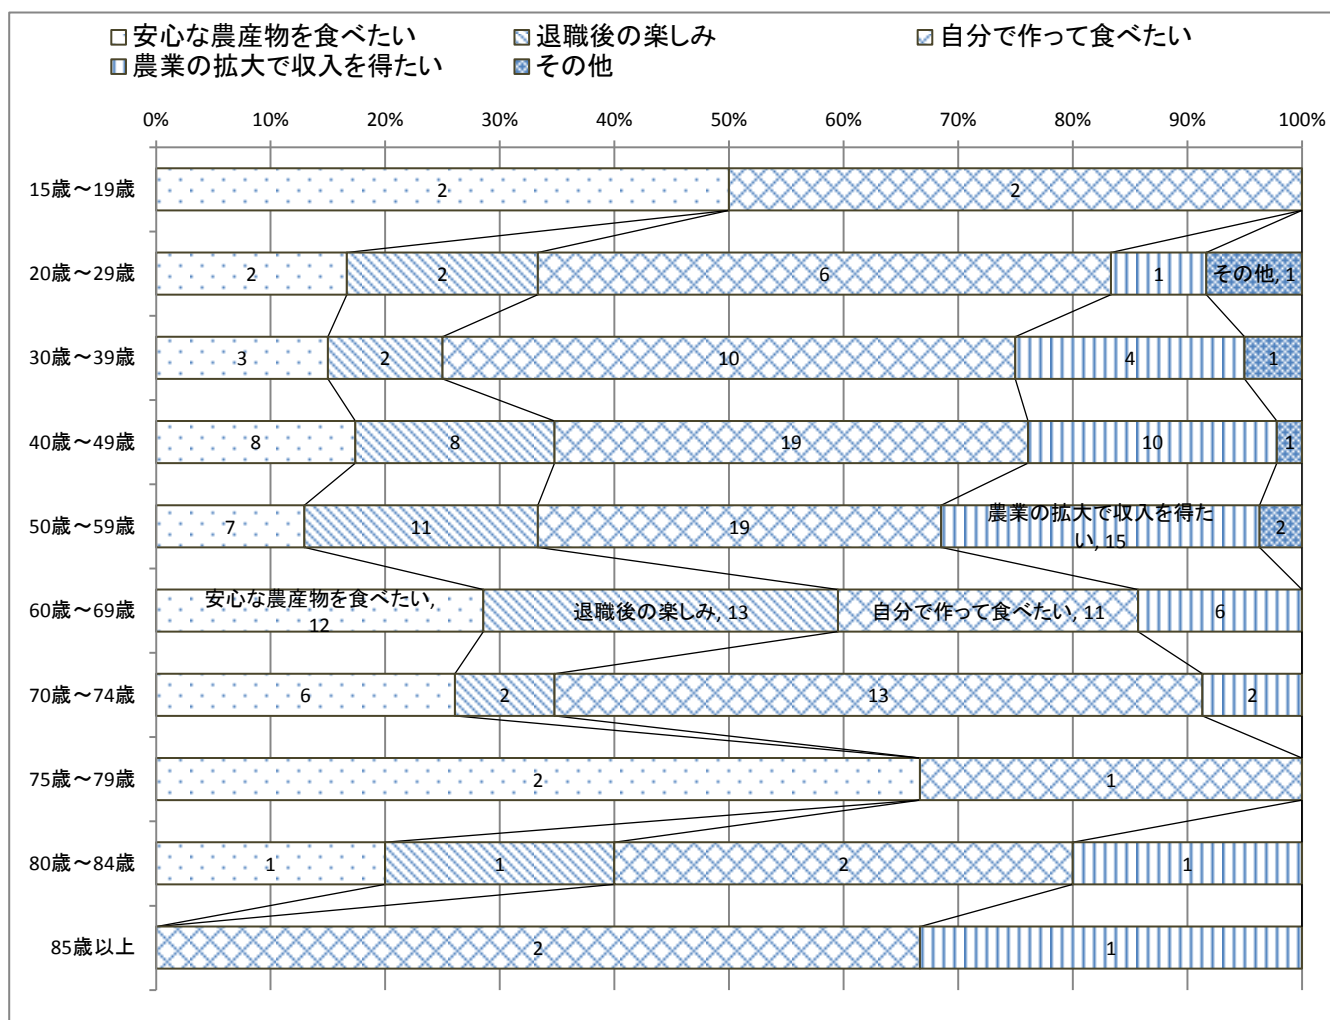 安心な農産物を食べたい 退職後の楽しみ 自分で作って食べたい
農業の拡大で収入を得たい その他
0% 10% 20% 30% 40% 50% 60% 70% 80% 90% 100%
15歳～19歳 2 2
20歳～29歳 2 2 6 1 その他, 1
30歳～39歳 3 2 10 4 1
40歳～49歳 8 8 19 10 1
50歳～59歳 7 11 19 農業の拡大で収入を得た
い, 15 2
60歳～69歳 安心な農産物を食べたい,
12 退職後の楽しみ, 13 自分で作って食べたい, 11 6
70歳～74歳 6 2 13 2
75歳～79歳 2 1
80歳～84歳 1 1 2 1
85歳以上 2 1